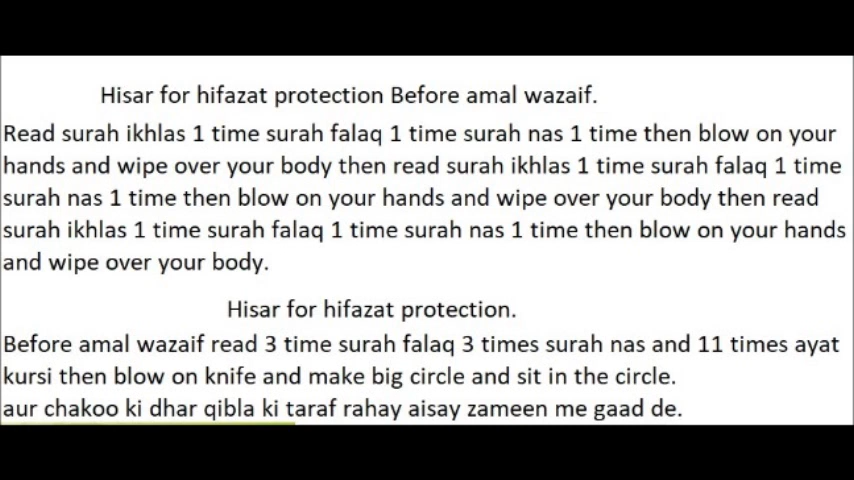 Hisar for hifazat protection Before amal wazaif.
Read surah ikhlas 1 time surah falaq 1 time surah nas 1 time then blow on your
hands and wipe over your body then read surah ikhlas 1 time surah falaq 1 time
surah nas 1 time then blow on your hands and wipe over your body then read
surah ikhlas 1 time surah falaq 1 time surah nas 1 time then blow on your hands
and wipe over your body.
Hisar for hifazat protection.
Before amal wazaif read 3 time surah falaq 3 times surah nas and 11 times ayat
kursi then blow on knife and make big circle and sit in the circle.
aur chakoo ki dhar qibla ki taraf rahay aisay zameen me gaad de.